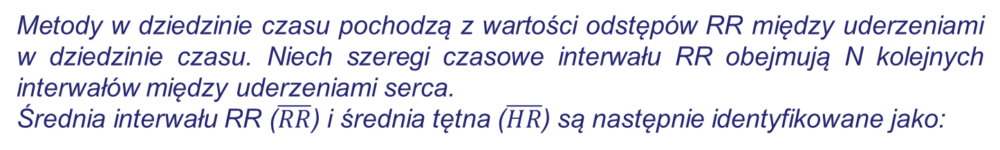 Metody w dziedzinie czasu pochodzą z wartości odstępów RR między uderzeniami
w dziedzinie czasu. Niech szeregi czasowe interwału RR obejmują N kolejnych
interwałów między uderzeniami serca.
Średnia interwału RR (\(\overline{RR}\)) i średnia tętna (\(\overline{HR}\)) są następnie identyfikowane jako: